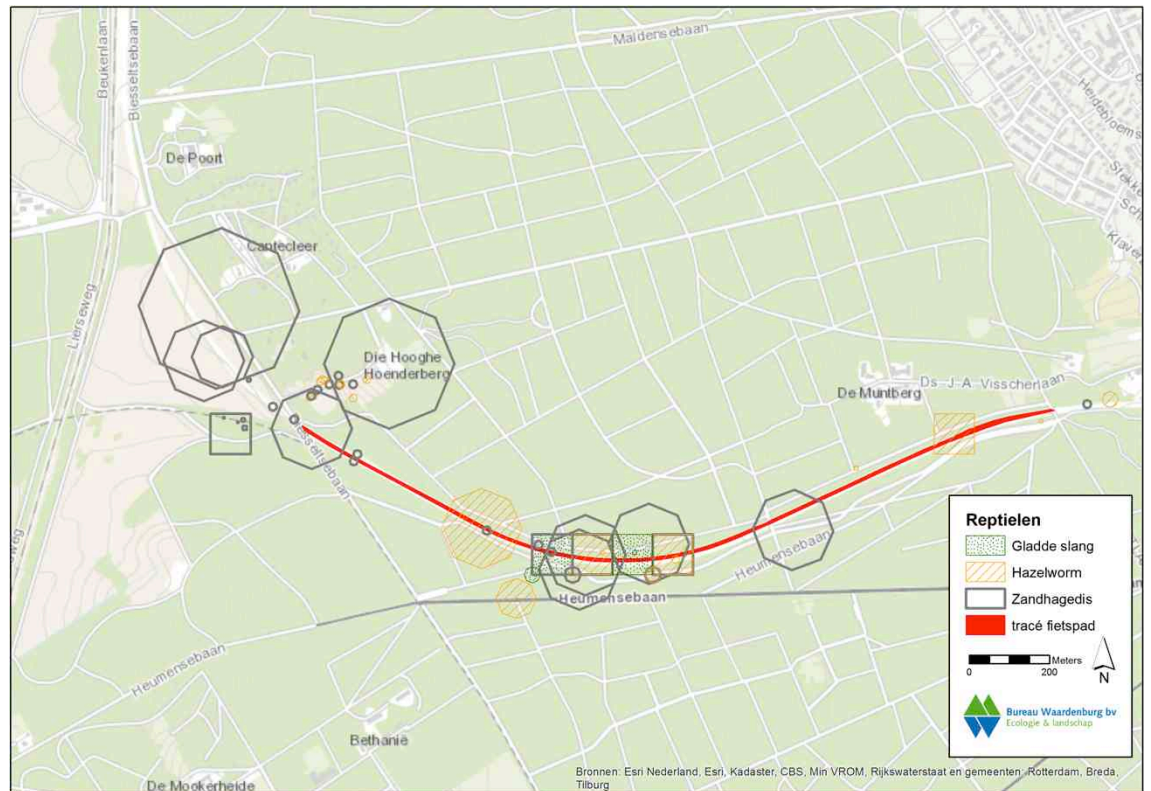 Maldensebaan
Beukenlaan
Biesseltsebaan
De Poort
Cantecleer
Lierseweg
Die Hooghe
Hoenderberg
De Muntberg
Ds J-A Visscherlaan
Biesseltsebaan
Heumensebaan
Heumensebaan
Heumensebaan
Bethanië
De Mookerheide
Reptielen
Gladde slang
Hazelworm
Zandhagedis
tracé fietspad
Meters
0 200
N
Bureau Waardenburg bv
Ecologie & landschap
Bronnen: Esri Nederland, Esri, Kadaster, CBS, Min VROM, Rijkswaterstaat en gemeenten: Rotterdam, Breda,
Tilburg